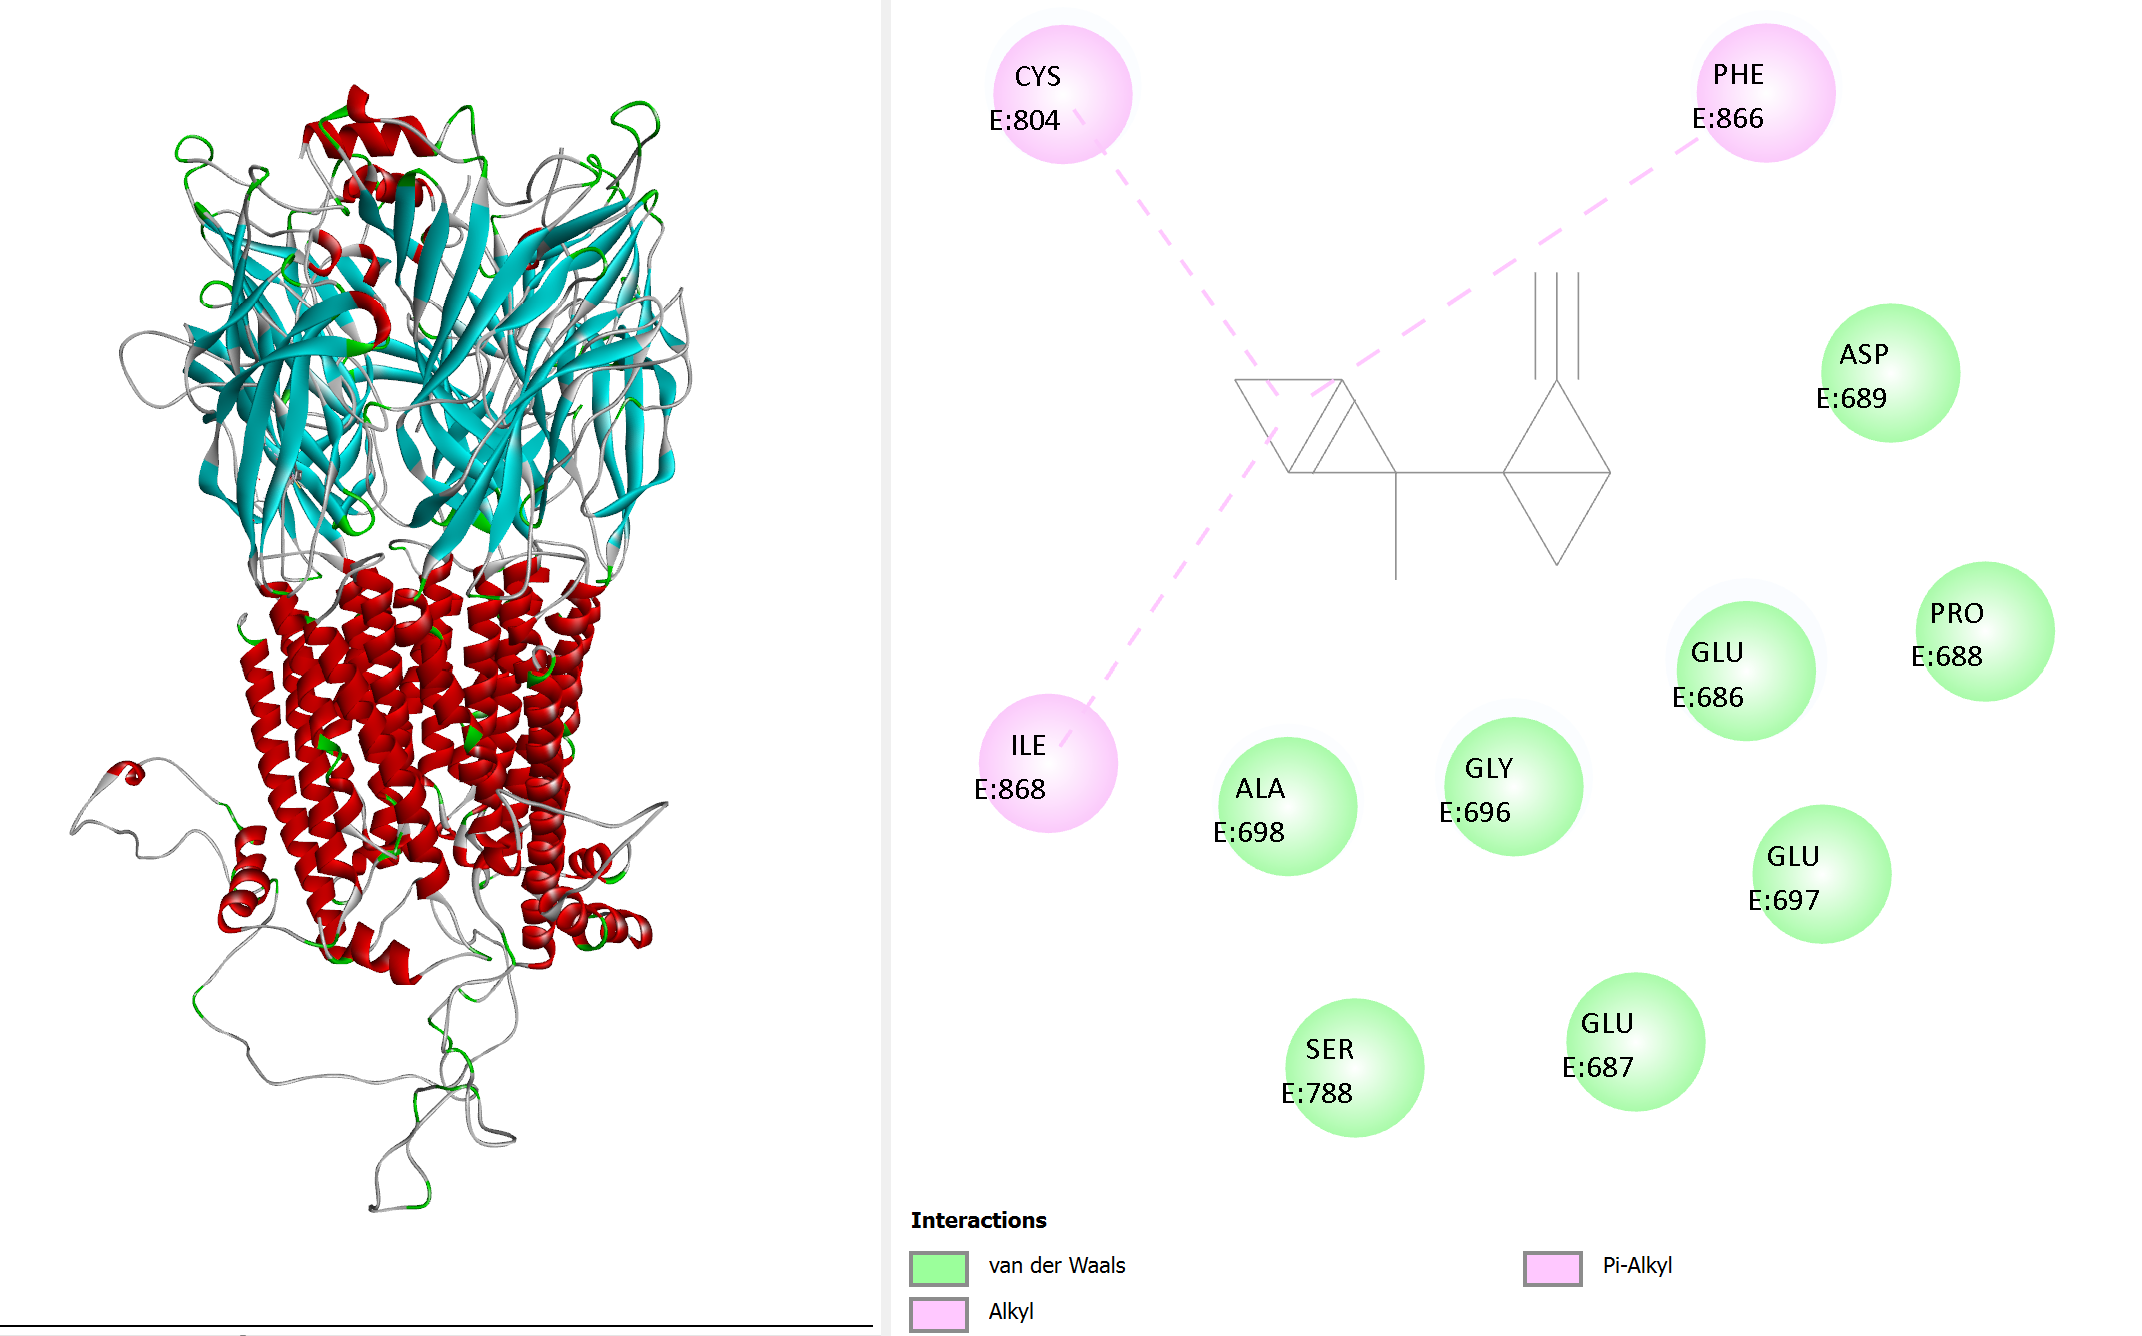 CYS
E:804
PHE
E:866
ASP
E:689
PRO
E:688
GLU
E:686
ILE
E:868
ALA
E:698
GLY
E:696
GLU
E:697
SER
E:788
GLU
E:687
Interactions
van der Waals
Alkyl
Pi-Alkyl